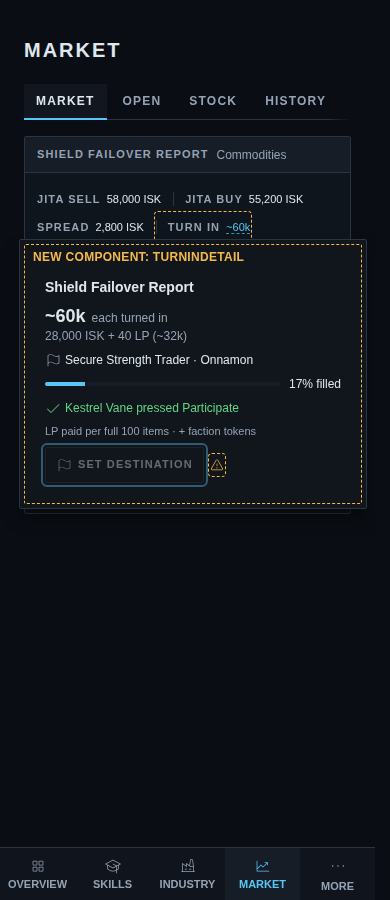 MARKET
MARKET OPEN STOCK HISTORY
SHIELD FAILOVER REPORT Commodities
JITA SELL 58,000 ISK JITA BUY 55,200 ISK
SPREAD 2,800 ISK TURN IN ~60k
NEW COMPONENT: TURNINDETAIL
Shield Failover Report
~60k each turned in
28,000 ISK + 40 LP (~32k)
Secure Strength Trader · Onnamon
17% filled
Kestrel Vane pressed Participate
LP paid per full 100 items · + faction tokens
SET DESTINATION
OVERVIEW SKILLS INDUSTRY MARKET MORE